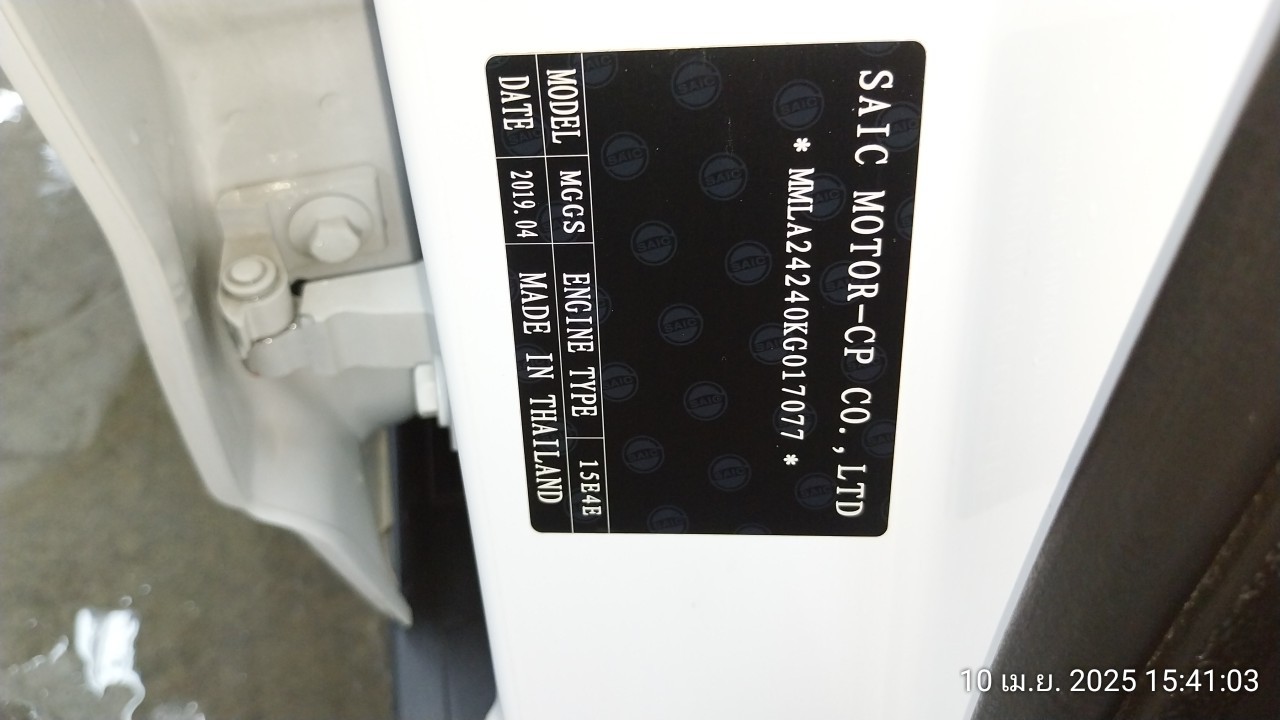 SAIC MOTOR-CP CO.,LTD
* MMLA24240KG017077 *
MODEL MGGS ENGINE TYPE 15E4E
DATE 2019.04 MADE IN THAILAND
10 เม.ย. 2025 15:41:03